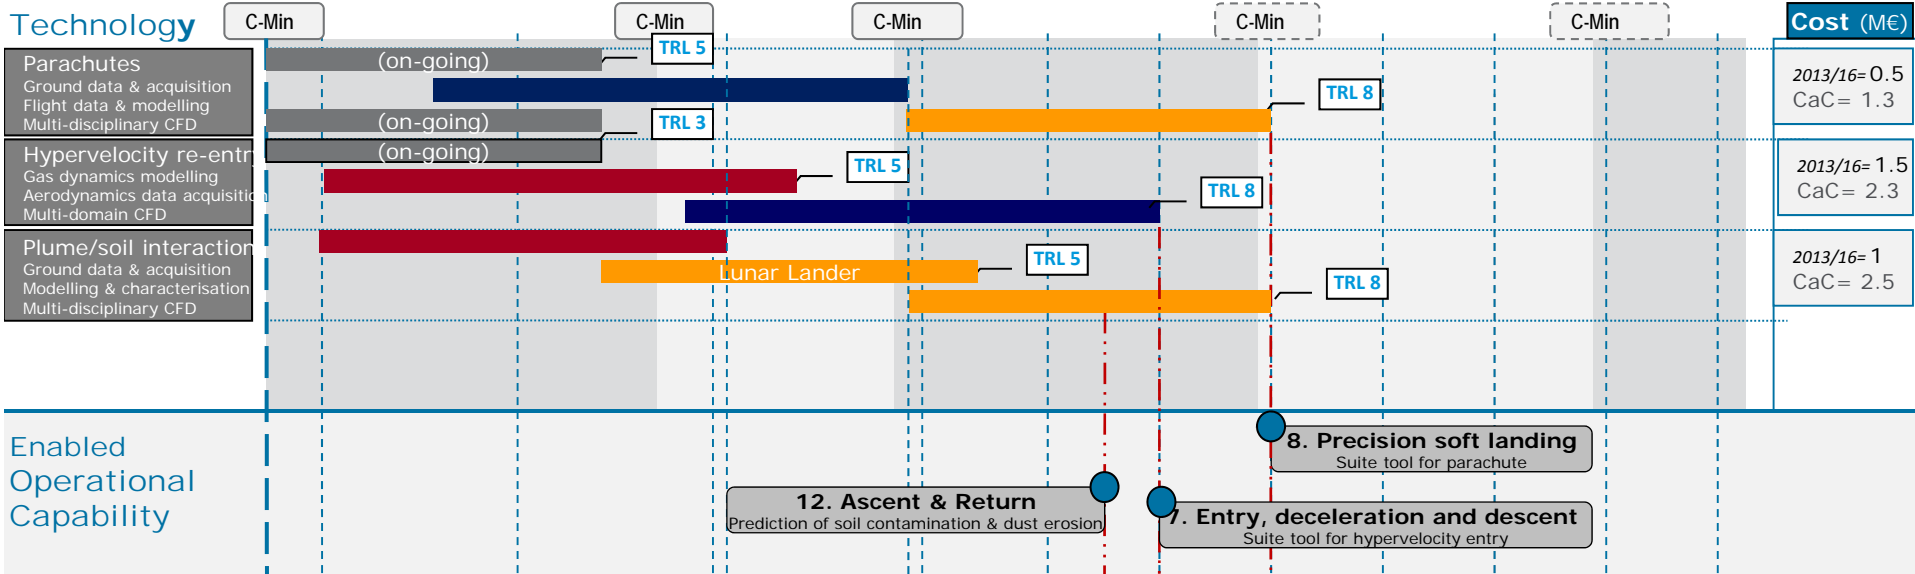 Technology
C-Min
C-Min
C-Min
C-Min
C-Min
Cost (M€)
Parachutes
Ground data & acquisition
Flight data & modelling
Multi-disciplinary CFD
(on-going)
TRL 5
(on-going)
TRL 8
2013/16= 0.5
CaC= 1.3
TRL 3
Hypervelocity re-entry
Gas dynamics modelling
Aerodynamics data acquisition
Multi-domain CFD
(on-going)
TRL 5
TRL 8
2013/16= 1.5
CaC= 2.3
Plume/soil interaction
Ground data & acquisition
Modelling & characterisation
Multi-disciplinary CFD
Lunar Lander
TRL 5
TRL 8
2013/16= 1
CaC= 2.5
Enabled
Operational
Capability
8. Precision soft landing
Suite tool for parachute
12. Ascent & Return
Prediction of soil contamination & dust erosion
7. Entry, deceleration and descent
Suite tool for hypervelocity entry